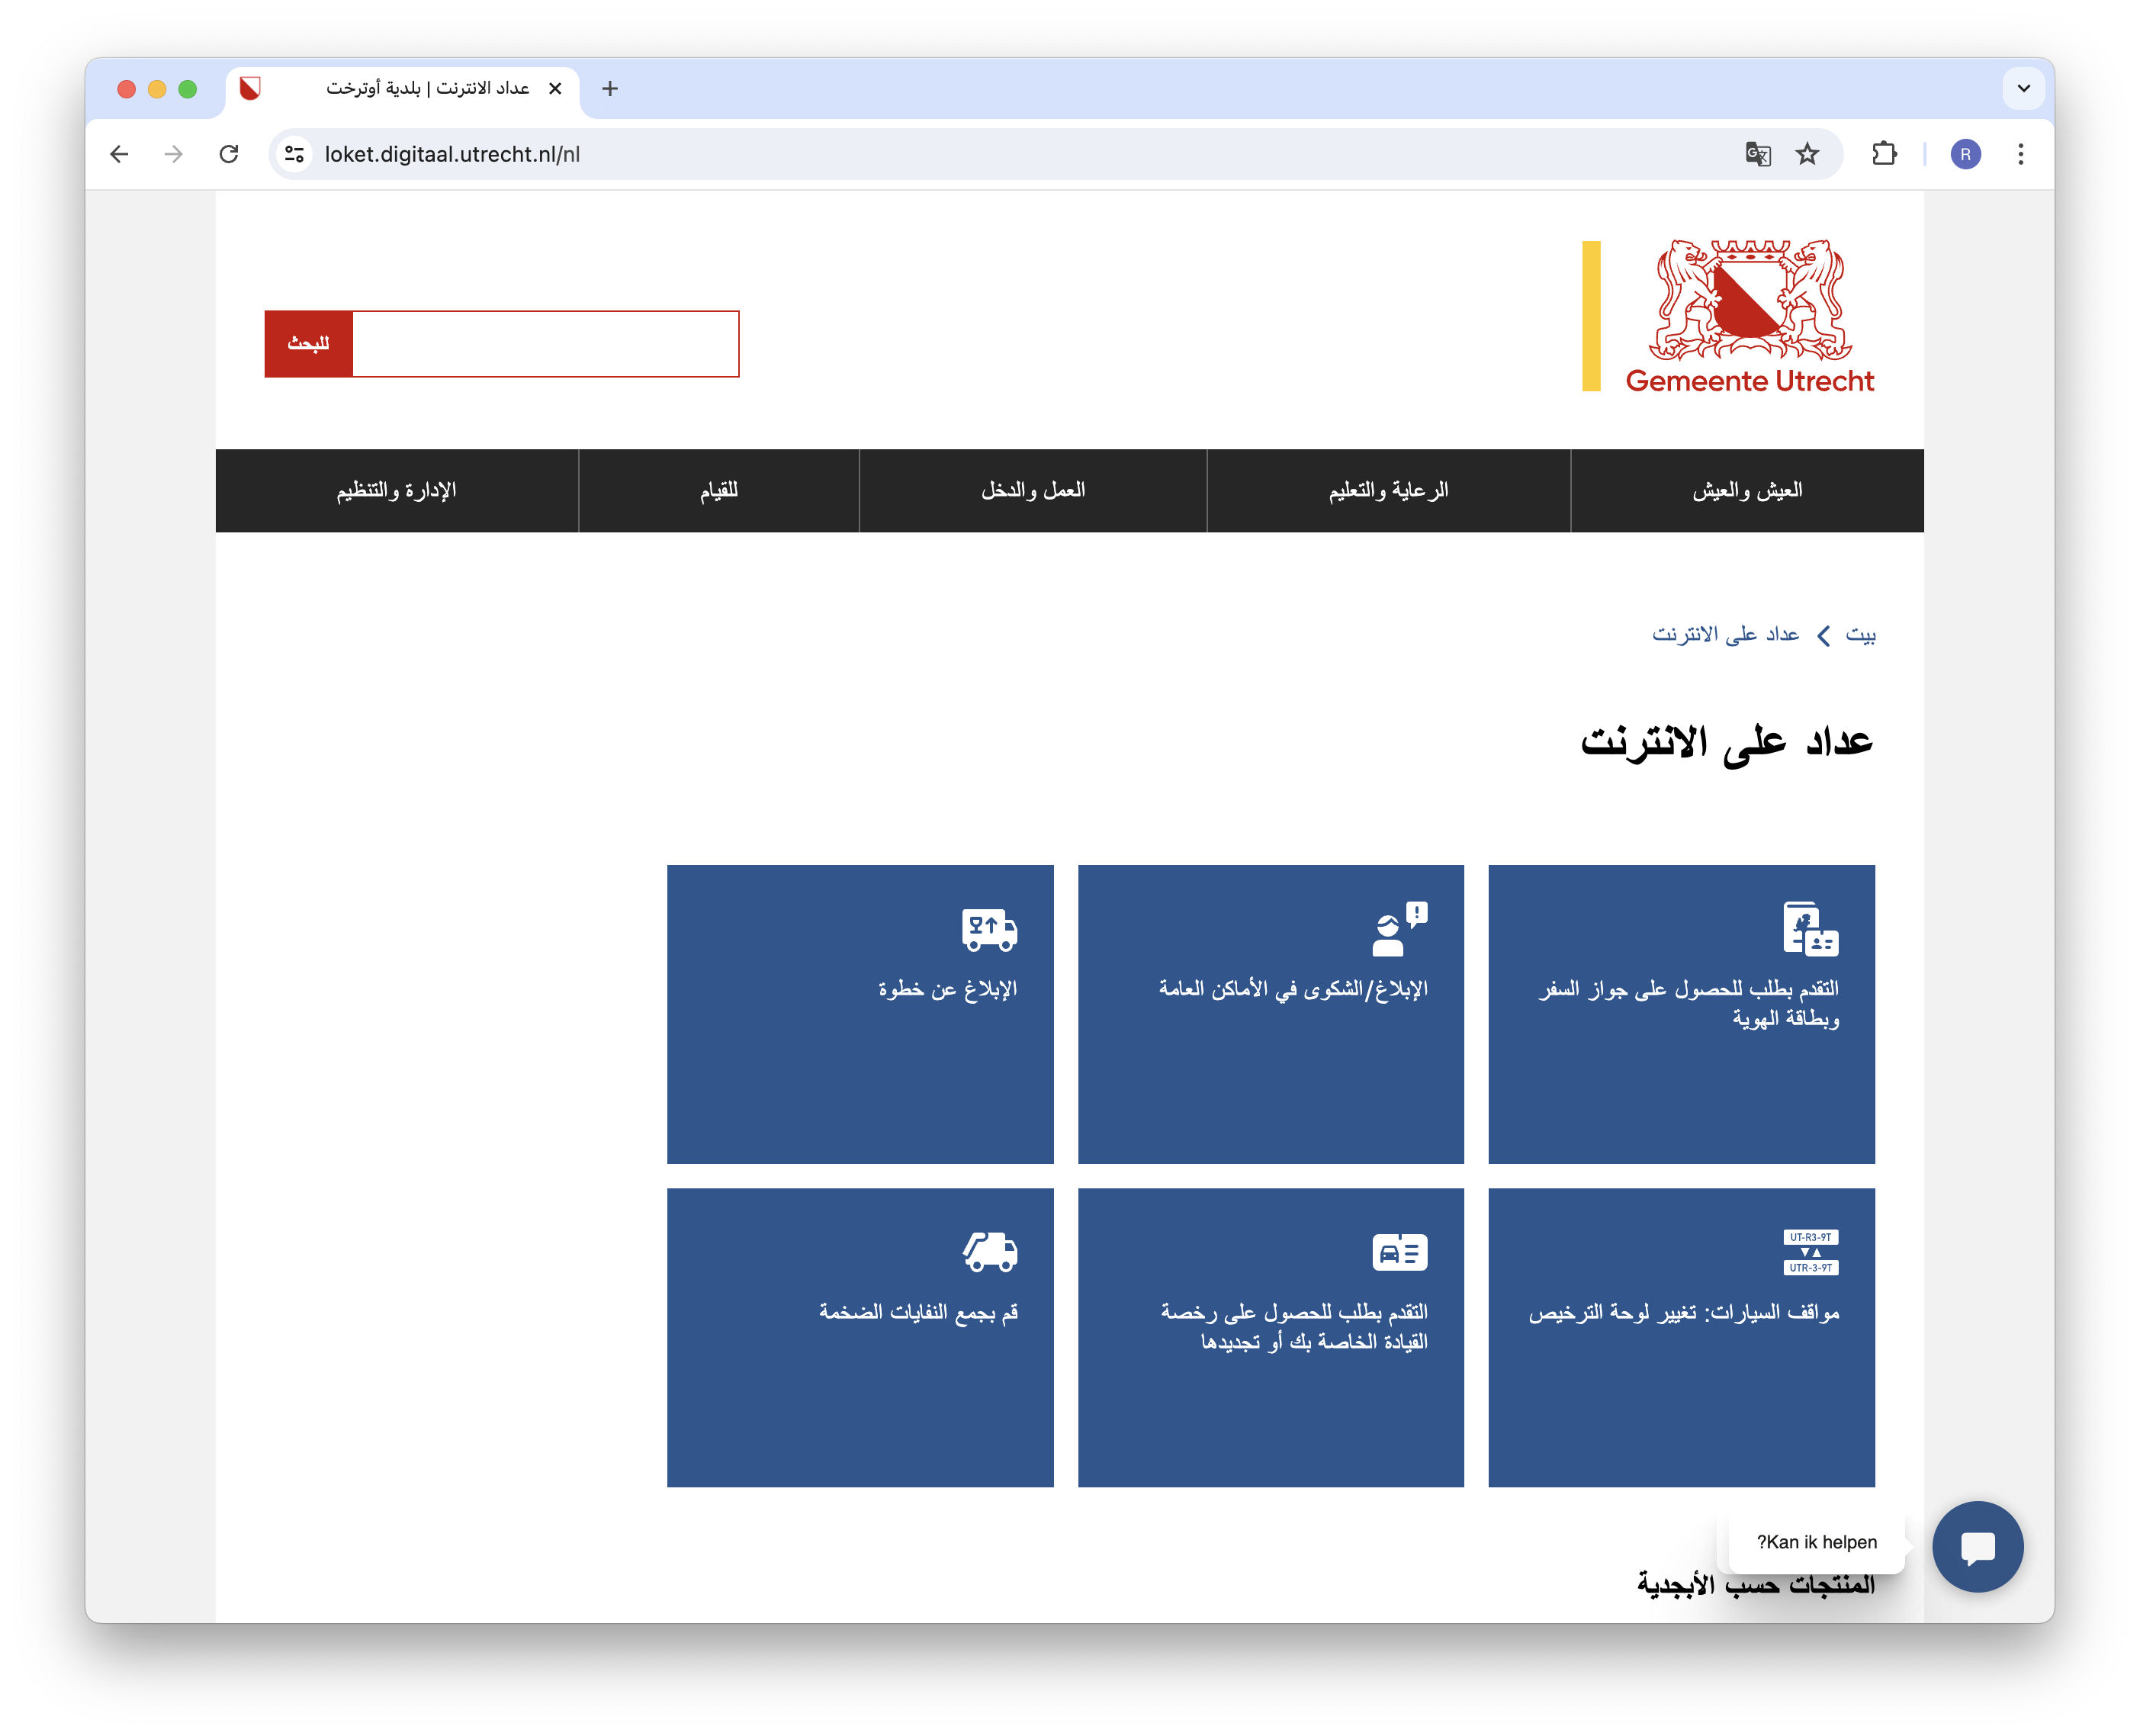 عداد الانترنت | بلدية أوترخت
loket.digitaal.utrecht.nl/nl
R
Gemeente Utrecht
للبحث
العيش والعيش
الرعاية والتعليم
العمل والدخل
للقيام
الإدارة والتنظيم
بيت
عداد على الانترنت
عداد على الانترنت
التقدم بطلب للحصول على جواز السفر
وبطاقة الهوية
الإبلاغ/الشكوى في الأماكن العامة
الإبلاغ عن خطوة
UT-R3-9T
UTR-3-9T
مواقف السيارات: تغيير لوحة الترخيص
التقدم بطلب للحصول على رخصة
القيادة الخاصة بك أو تجديدها
قم بجمع النفايات الضخمة
?Kan ik helpen
المنتجات حسب الأبجدية